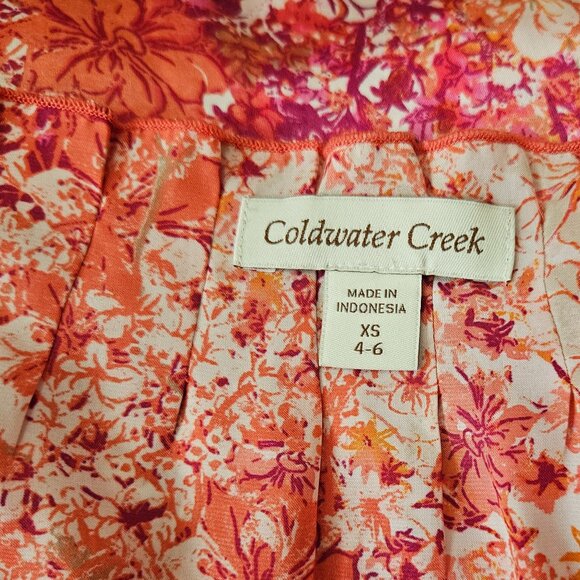 Coldwater Creek
MADE IN
INDONESIA
XS
4-6